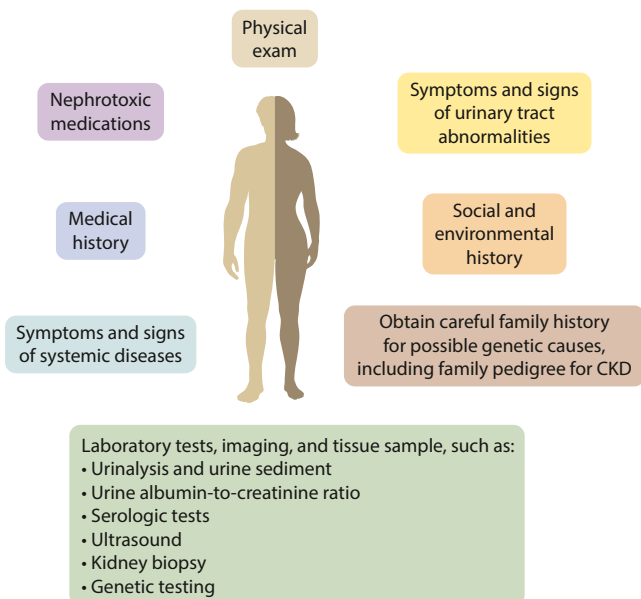 Physical
exam
Nephrotoxic
medications
Symptoms and signs
of urinary tract
abnormalities
Medical
history
Social and
environmental
history
Symptoms and signs
of systemic diseases
Obtain careful family history
for possible genetic causes,
including family pedigree for CKD
Laboratory tests, imaging, and tissue sample, such as:
• Urinalysis and urine sediment
• Urine albumin-to-creatinine ratio
• Serologic tests
• Ultrasound
• Kidney biopsy
• Genetic testing